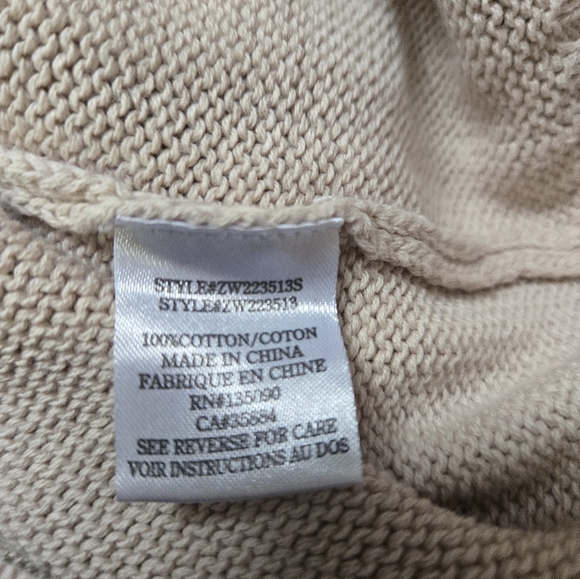 STYLE#ZW223513S
STYLE#ZW223513
100%COTTON/COTON
MADE IN CHINA
FABRIQUE EN CHINE
RN#135090
CA#35884
SEE REVERSE FOR CARE
VOIR INSTRUCTIONS AU DOS